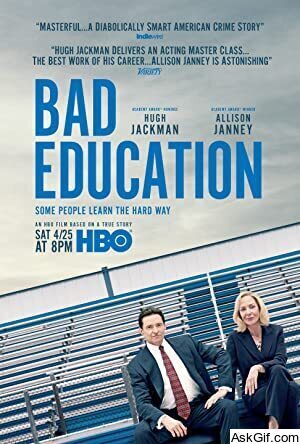 "MASTERFUL...A DIABOLICALLY SMART AMERICAN CRIME STORY"
indieWire
"HUGH JACKMAN DELIVERS AN ACTING MASTER CLASS...
THE BEST WORK OF HIS CAREER...ALLISON JANNEY IS ASTONISHING"
VARIETY
BAD
EDUCATION
ACADEMY AWARD® NOMINEE
HUGH
JACKMAN
ACADEMY AWARD® WINNER
ALLISON
JANNEY
SOME PEOPLE LEARN THE HARD WAY
AN HBO FILM BASED ON A TRUE STORY
SAT 4/25
AT 8PM
HBO
AskGif.com